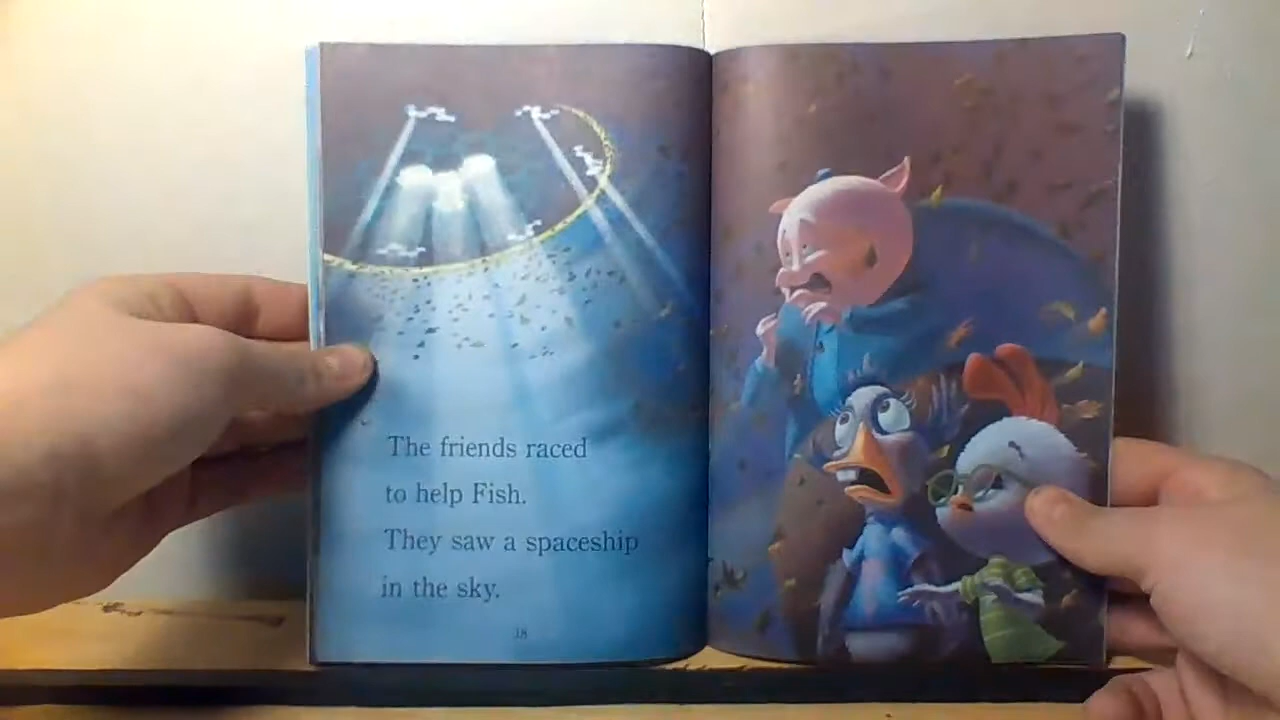 The friends raced
to help Fish.
They saw a spaceship
in the sky.
18